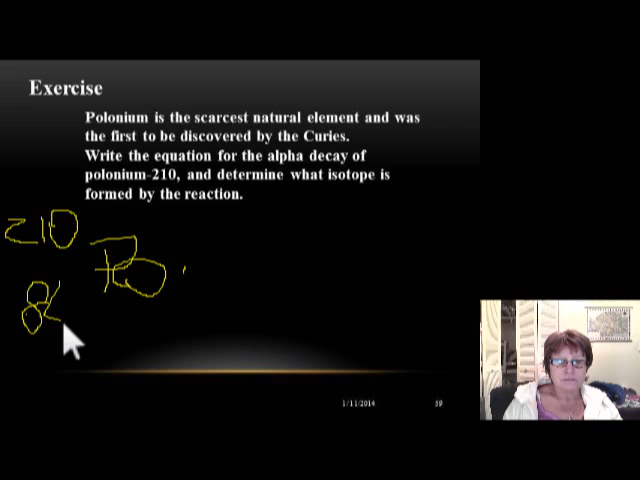 Exercise
Polonium is the scarcest natural element and was
the first to be discovered by the Curies.
Write the equation for the alpha decay of
polonium-210, and determine what isotope is
formed by the reaction.
210
Po
1/11/2014 59